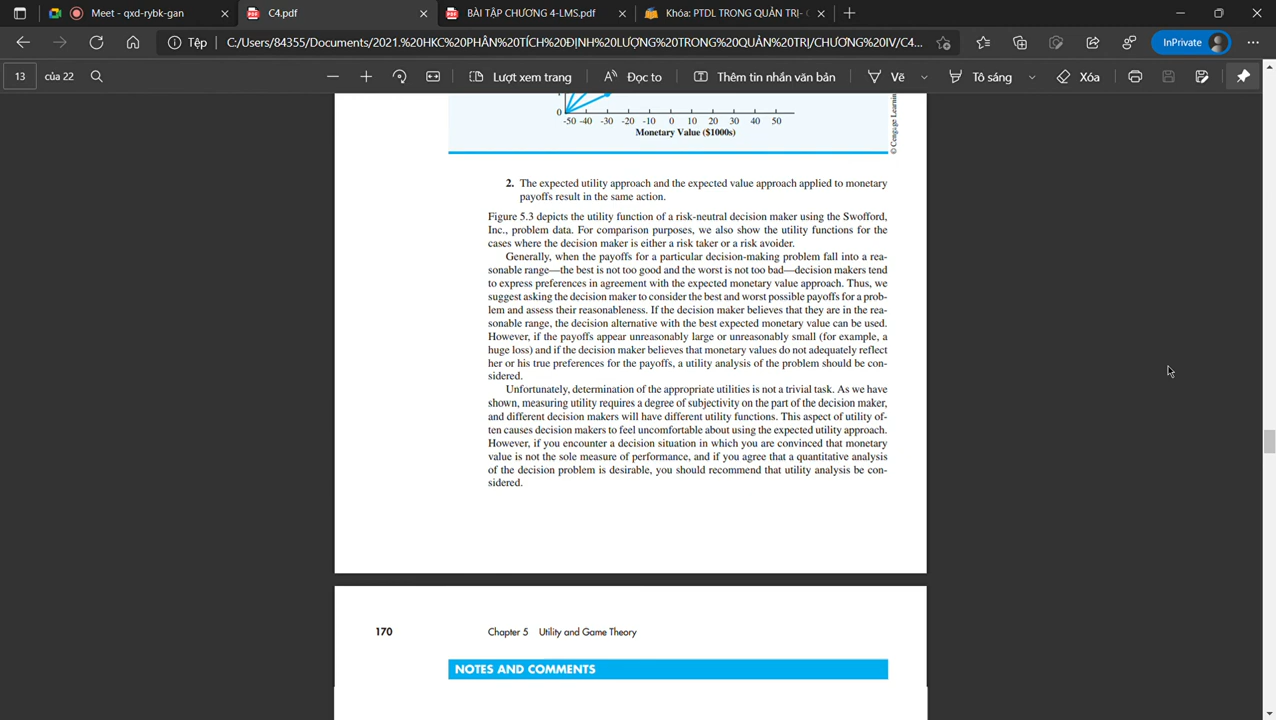 Meet - qxd-rybk-gan
C4.pdf
BÀI TẬP CHƯƠNG 4-LMS.pdf
Khóa: PTDL TRONG QUẢN TRỊ-
Tệp
C:/Users/84355/Documents/2021.%20HKC%20PHÂN%20TÍCH%20ĐỊNH%20LƯỢNG%20TRONG%20QUẢN%20TRỊ/CHƯƠNG%20IV/C4...
InPrivate
13 của 22
Lượt xem trang
Đọc to
Thêm tin nhắn văn bản
Vẽ
Tô sáng
Xóa
0
-50 -40 -30 -20 -10 0 10 20 30 40 50
Monetary Value ($1000s)
© Cengage Learnin
2. The expected utility approach and the expected value approach applied to monetary
payoffs result in the same action.
Figure 5.3 depicts the utility function of a risk-neutral decision maker using the Swofford,
Inc., problem data. For comparison purposes, we also show the utility functions for the
cases where the decision maker is either a risk taker or a risk avoider.
Generally, when the payoffs for a particular decision-making problem fall into a rea-
sonable range—the best is not too good and the worst is not too bad—decision makers tend
to express preferences in agreement with the expected monetary value approach. Thus, we
suggest asking the decision maker to consider the best and worst possible payoffs for a prob-
lem and assess their reasonableness. If the decision maker believes that they are in the rea-
sonable range, the decision alternative with the best expected monetary value can be used.
However, if the payoffs appear unreasonably large or unreasonably small (for example, a
huge loss) and if the decision maker believes that monetary values do not adequately reflect
her or his true preferences for the payoffs, a utility analysis of the problem should be con-
sidered.
Unfortunately, determination of the appropriate utilities is not a trivial task. As we have
shown, measuring utility requires a degree of subjectivity on the part of the decision maker,
and different decision makers will have different utility functions. This aspect of utility of-
ten causes decision makers to feel uncomfortable about using the expected utility approach.
However, if you encounter a decision situation in which you are convinced that monetary
value is not the sole measure of performance, and if you agree that a quantitative analysis
of the decision problem is desirable, you should recommend that utility analysis be con-
sidered.
170 Chapter 5 Utility and Game Theory
NOTES AND COMMENTS